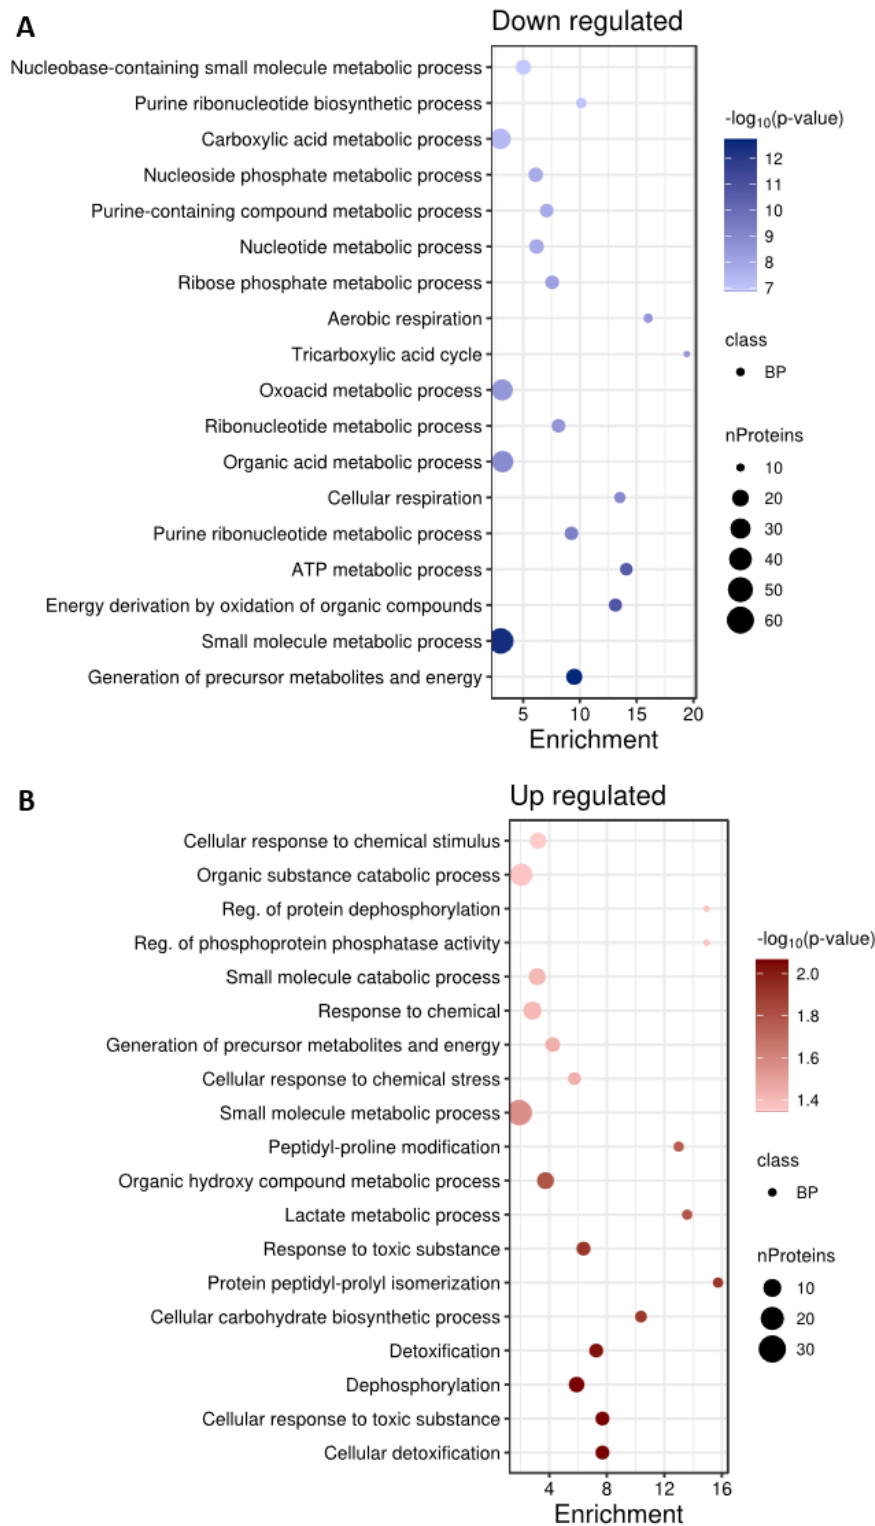 A
Down regulated
Nucleobase-containing small molecule metabolic process
Purine ribonucleotide biosynthetic process
Carboxylic acid metabolic process
Nucleoside phosphate metabolic process
Purine-containing compound metabolic process
Nucleotide metabolic process
Ribose phosphate metabolic process
Aerobic respiration
Tricarboxylic acid cycle
Oxoacid metabolic process
Ribonucleotide metabolic process
Organic acid metabolic process
Cellular respiration
Purine ribonucleotide metabolic process
ATP metabolic process
Energy derivation by oxidation of organic compounds
Small molecule metabolic process
Generation of precursor metabolites and energy
5 10 15 20
Enrichment
-log10(p-value)
12
11
10
9
8
7
class
BP
nProteins
10
20
30
40
50
60
B
Up regulated
Cellular response to chemical stimulus
Organic substance catabolic process
Reg. of protein dephosphorylation
Reg. of phosphoprotein phosphatase activity
Small molecule catabolic process
Response to chemical
Generation of precursor metabolites and energy
Cellular response to chemical stress
Small molecule metabolic process
Peptidyl-proline modification
Organic hydroxy compound metabolic process
Lactate metabolic process
Response to toxic substance
Protein peptidyl-prolyl isomerization
Cellular carbohydrate biosynthetic process
Detoxification
Dephosphorylation
Cellular response to toxic substance
Cellular detoxification
4 8 12 16
Enrichment
-log10(p-value)
2.0
1.8
1.6
1.4
class
BP
nProteins
10
20
30